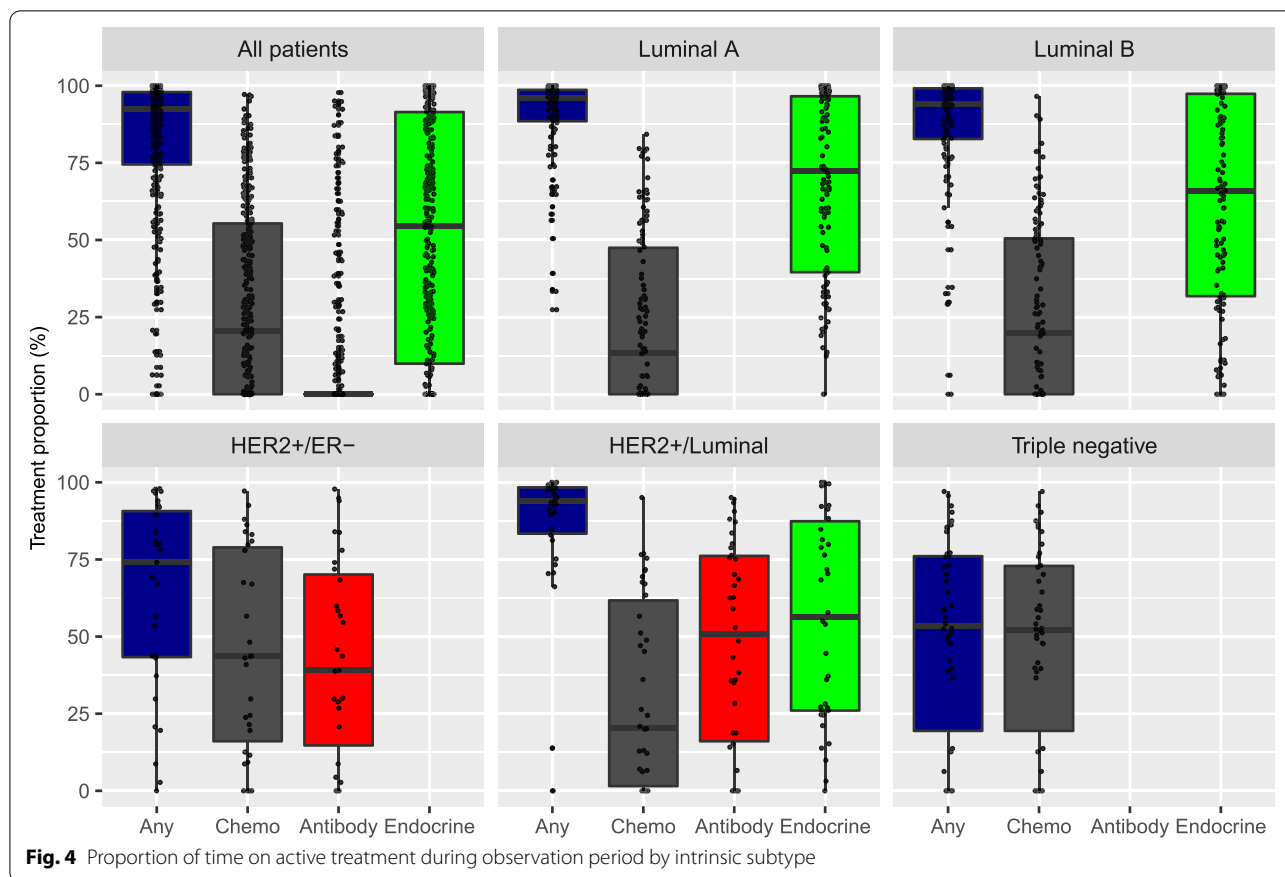 All patients Luminal A Luminal B
100
75
50
25
0
HER2+/ER− HER2+/Luminal Triple negative
100
75
50
25
0
Treatment proportion (%)
Any Chemo Antibody Endocrine Any Chemo Antibody Endocrine Any Chemo Antibody Endocrine
Fig. 4 Proportion of time on active treatment during observation period by intrinsic subtype